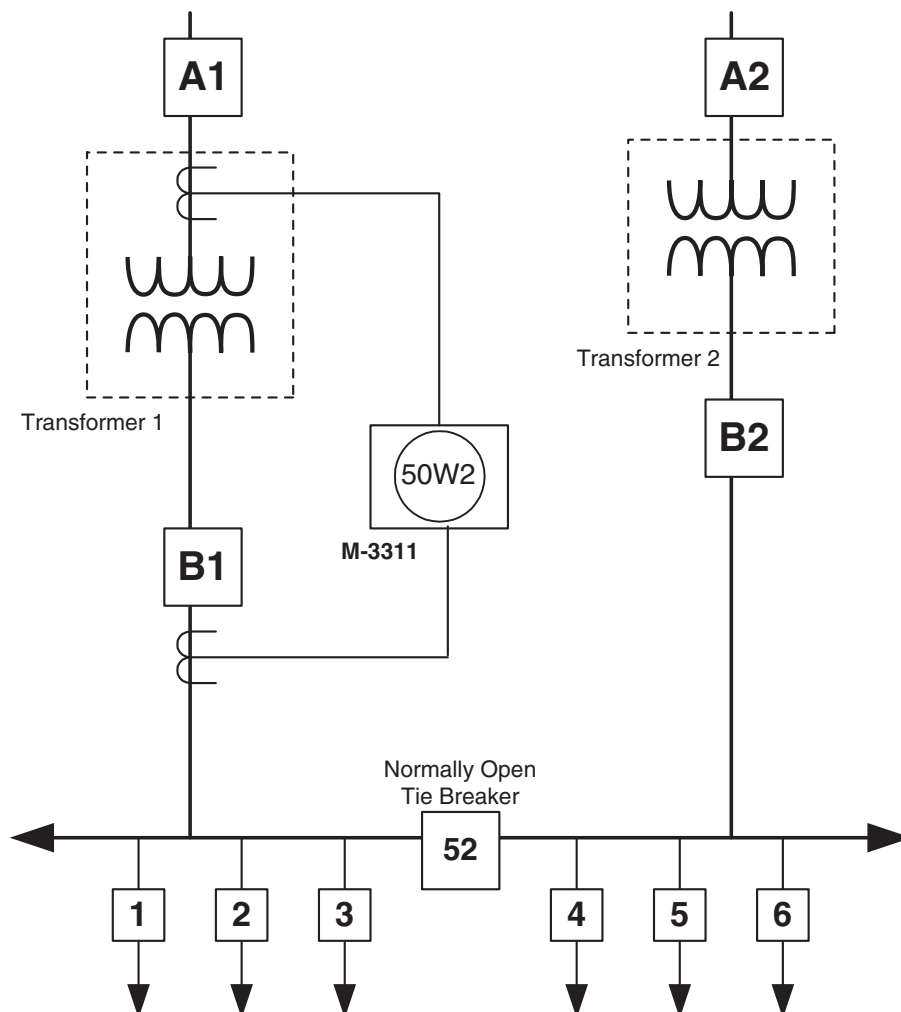 A1
A2
Transformer 2
Transformer 1
B2
50W2
M-3311
B1
Normally Open
Tie Breaker
52
1
2
3
4
5
6